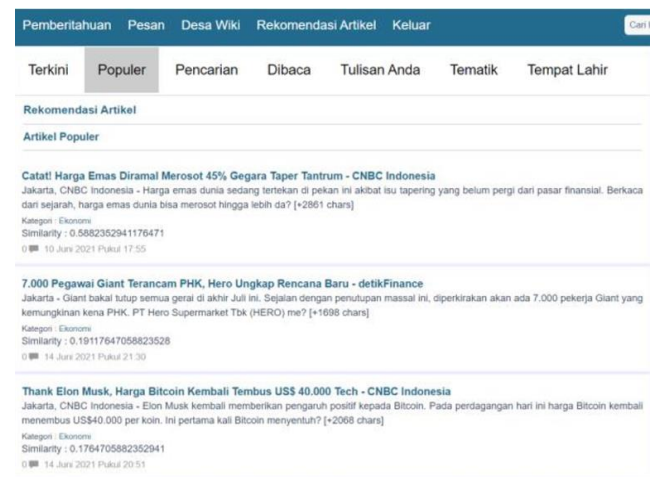 Pemberitahuan Pesan Desa Wiki Rekomendasi Artikel Keluar Cari
Terkini Populer Pencarian Dibaca Tulisan Anda Tematik Tempat Lahir
Rekomendasi Artikel
Artikel Populer
Catat! Harga Emas Diramal Merosot 45% Gegara Taper Tantrum - CNBC Indonesia
Jakarta, CNBC Indonesia - Harga emas dunia sedang tertekan di pekan ini akibat isu tapering yang belum pergi dari pasar finansial. Berkaca
dari sejarah, harga emas dunia bisa merosot hingga lebih da? [+2861 chars]
Kategori : Ekonomi
Similarity : 0.5882352941176471
0 10 Juni 2021 Pukul 17:55
7.000 Pegawai Giant Terancam PHK, Hero Ungkap Rencana Baru - detikFinance
Jakarta - Giant bakal tutup semua gerai di akhir Juli ini. Sejalan dengan penutupan massal ini, diperkirakan akan ada 7.000 pekerja Giant yang
kemungkinan kena PHK. PT Hero Supermarket Tbk (HERO) me? [+1698 chars]
Kategori : Ekonomi
Similarity : 0.19117647058823528
0 14 Juni 2021 Pukul 21:30
Thank Elon Musk, Harga Bitcoin Kembali Tembus US$ 40.000 Tech - CNBC Indonesia
Jakarta, CNBC Indonesia - Elon Musk kembali memberikan pengaruh positif kepada Bitcoin. Pada perdagangan hari ini harga Bitcoin kembali
menembus US$40.000 per koin. Ini pertama kali Bitcoin menyentuh? [+2068 chars]
Kategori : Ekonomi
Similarity : 0.1764705882352941
0 14 Juni 2021 Pukul 20:51